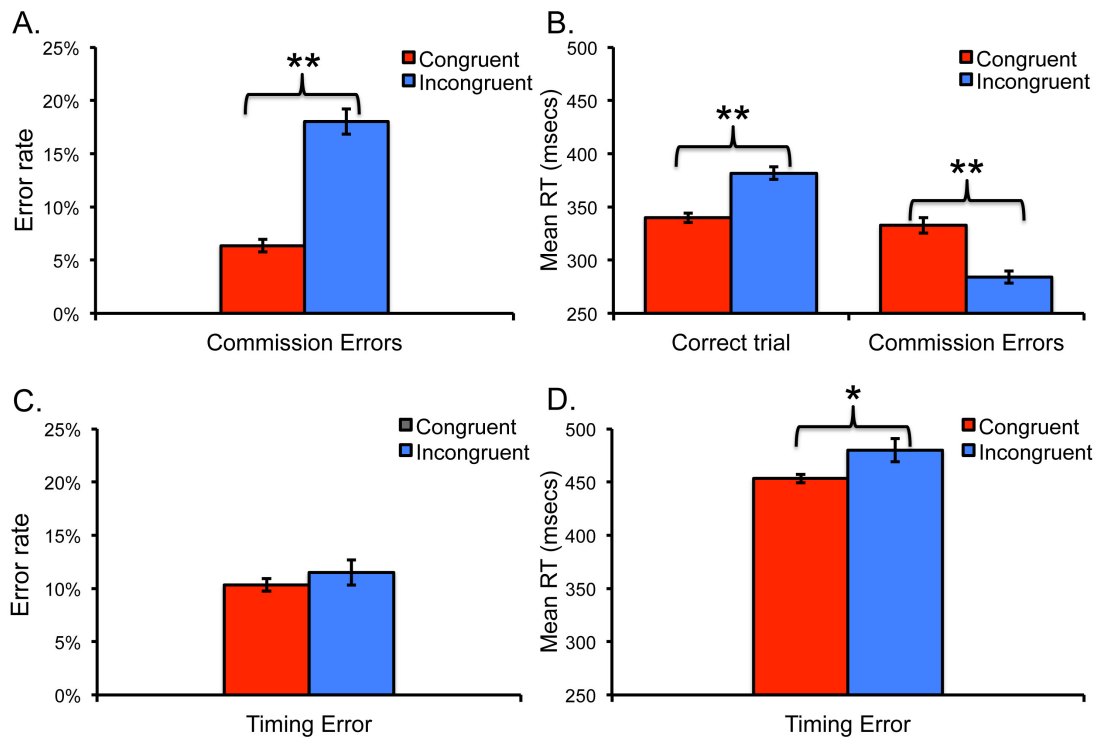 A.
25%
20%
15%
10%
5%
0%
Error rate
**
Congruent
Incongruent
Commission Errors
B.
500
450
400
350
300
250
Mean RT (msecs)
**
**
Congruent
Incongruent
Correct trial
Commission Errors
C.
25%
20%
15%
10%
5%
0%
Error rate
Congruent
Incongruent
Timing Error
D.
500
450
400
350
300
250
Mean RT (msecs)
*
Congruent
Incongruent
Timing Error